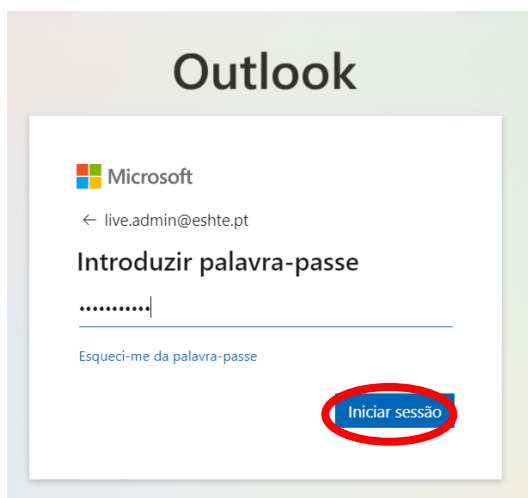 Outlook
Microsoft
← live.admin@eshte.pt
Introduzir palavra-passe
•••••••••••
Esqueci-me da palavra-passe
Iniciar sessão